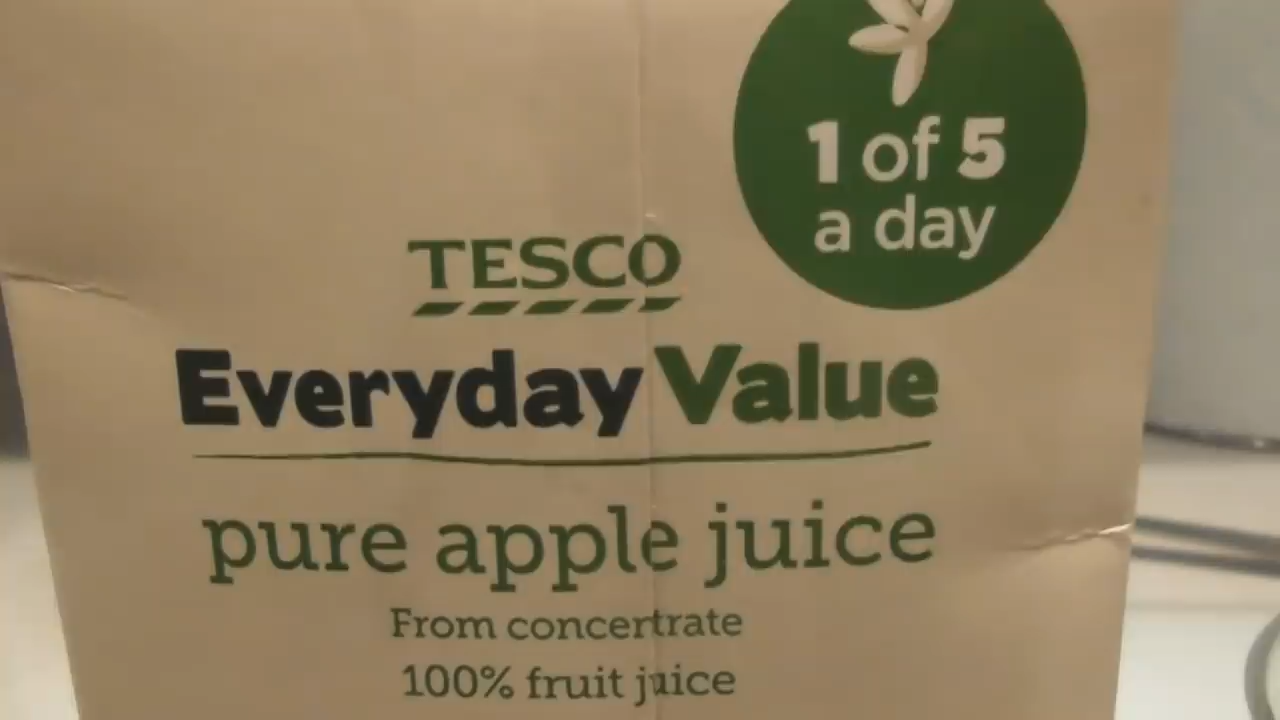 1 of 5
a day
TESCO
Everyday Value
pure apple juice
From concentrate
100% fruit juice